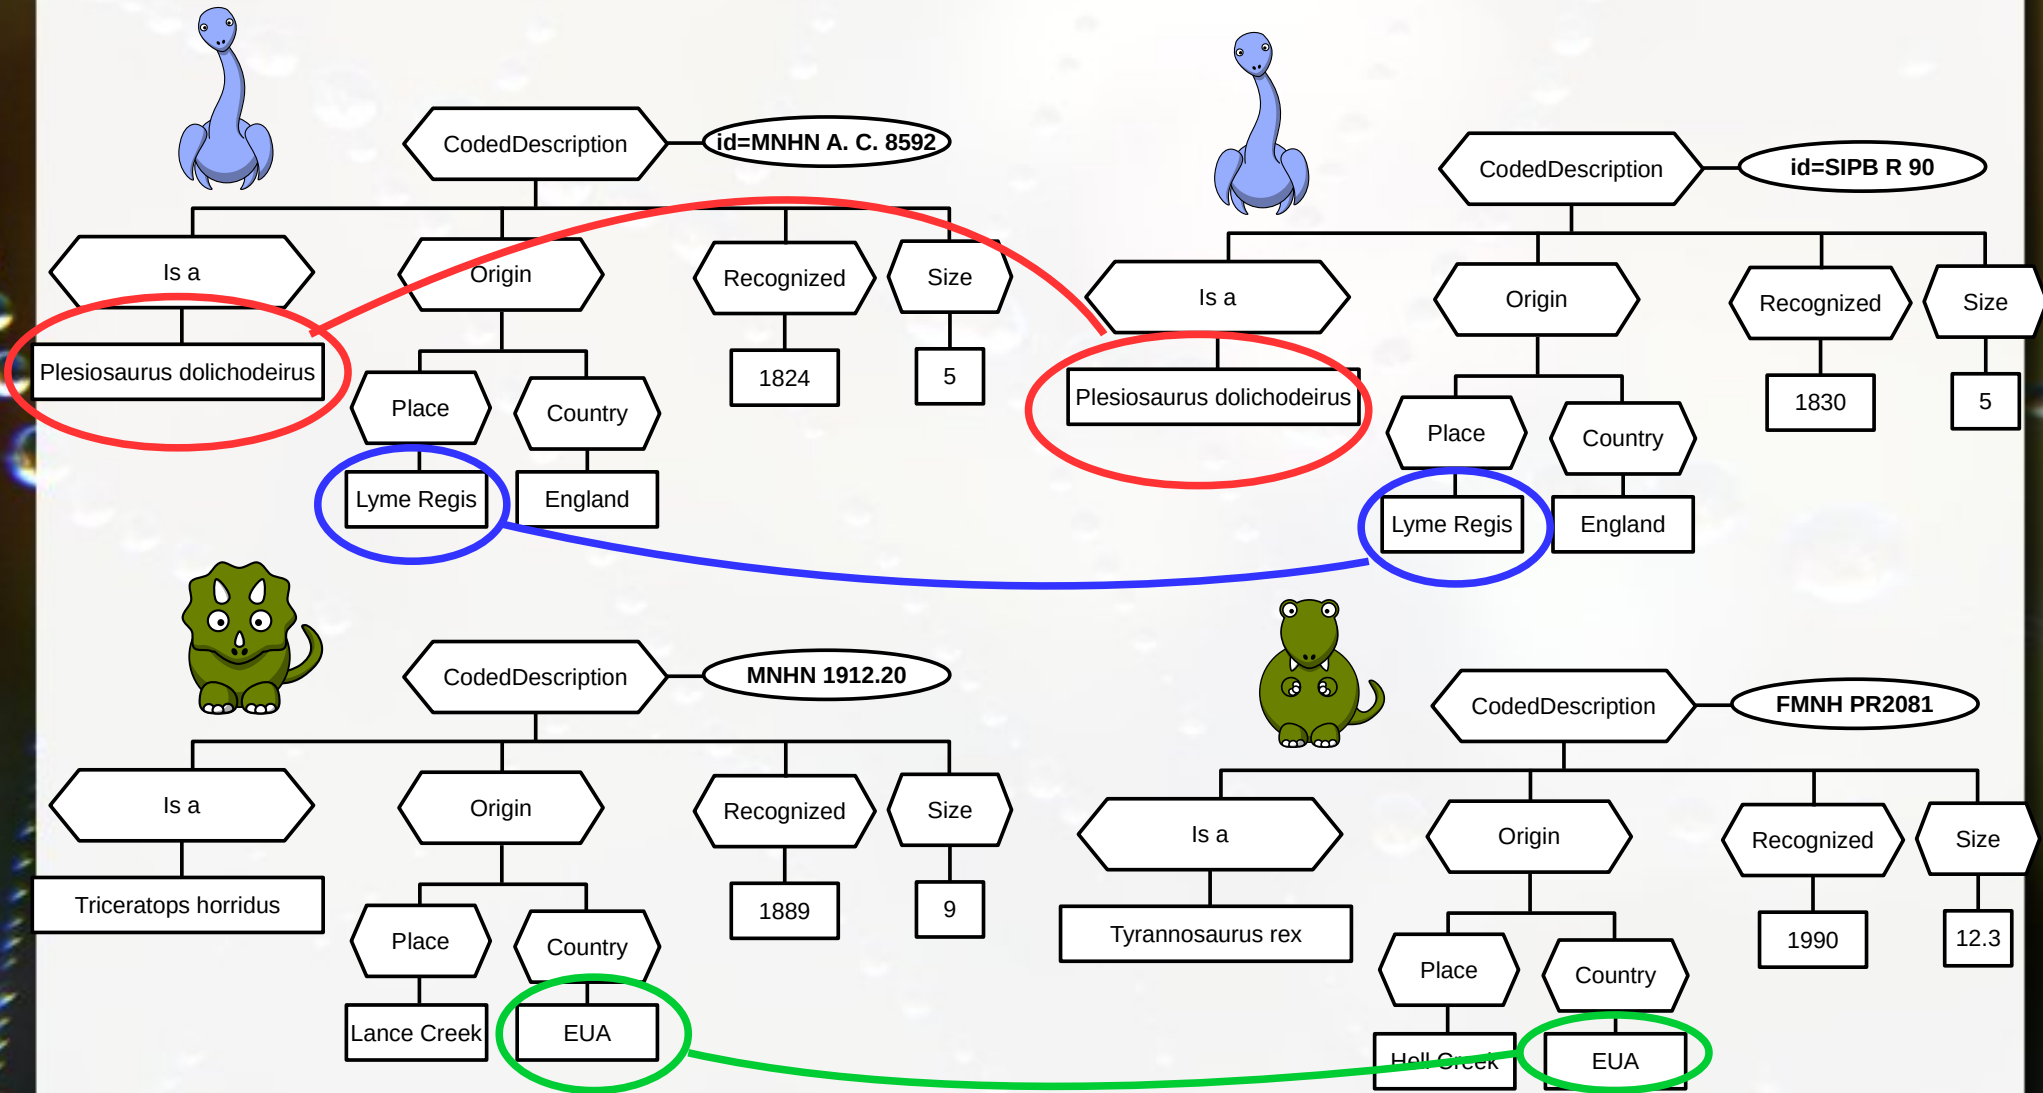 CodedDescription
id=MNHN A. C. 8592
Is a
Origin
Recognized
Size
Plesiosaurus dolichodeirus
1824
5
Place
Country
Lyme Regis
England
CodedDescription
id=SIPB R 90
Is a
Origin
Recognized
Size
Plesiosaurus dolichodeirus
1830
5
Place
Country
Lyme Regis
England
CodedDescription
MNHN 1912.20
Is a
Origin
Recognized
Size
Triceratops horridus
1889
9
Place
Country
Lance Creek
EUA
CodedDescription
FMNH PR2081
Is a
Origin
Recognized
Size
Tyrannosaurus rex
1990
12.3
Place
Country
Hell Creek
EUA